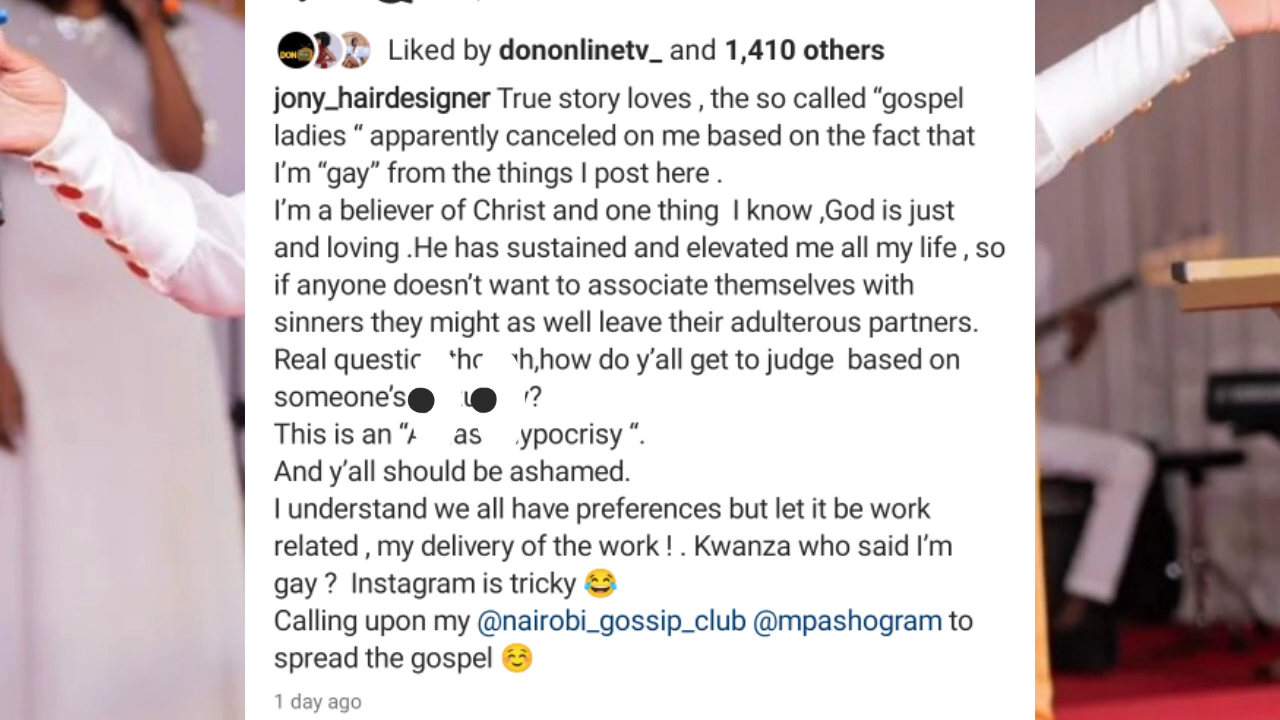 Liked by dononlinetv_ and 1,410 others
jony_hairdesigner True story loves , the so called “gospel
ladies “ apparently canceled on me based on the fact that
I’m “gay” from the things I post here .
I’m a believer of Christ and one thing I know ,God is just
and loving .He has sustained and elevated me all my life , so
if anyone doesn’t want to associate themselves with
sinners they might as well leave their adulterous partners.
Real question though,how do y’all get to judge based on
someone’s ?
This is an “ hypocrisy “.
And y’all should be ashamed.
I understand we all have preferences but let it be work
related , my delivery of the work ! . Kwanza who said I’m
gay ? Instagram is tricky 😂
Calling upon my @nairobi_gossip_club @mpashogram to
spread the gospel ☺️
1 day ago